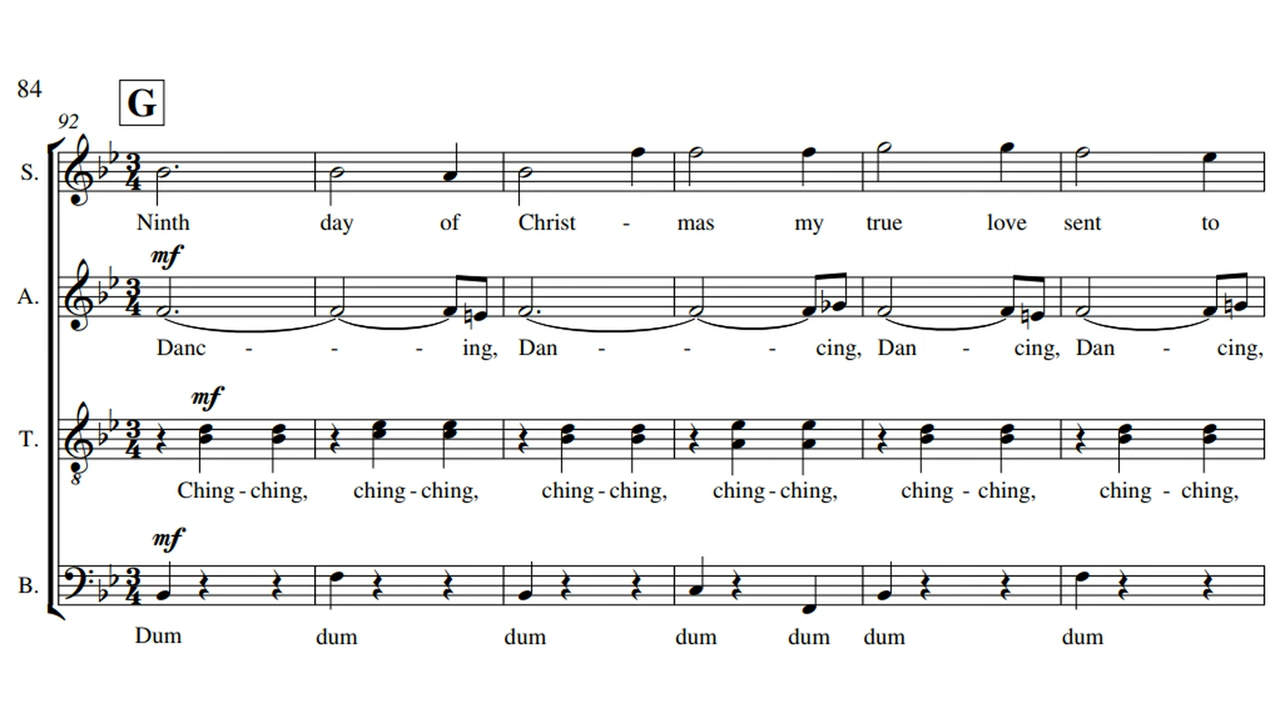 84
G
92
S.
Ninth day of Christ - mas my true love sent to
mf
A.
Danc - - - ing, Dan - - - cing, Dan - cing, Dan - cing,
mf
T.
8
Ching - ching, ching - ching, ching - ching, ching - ching, ching - ching, ching - ching,
mf
B.
Dum dum dum dum dum dum dum